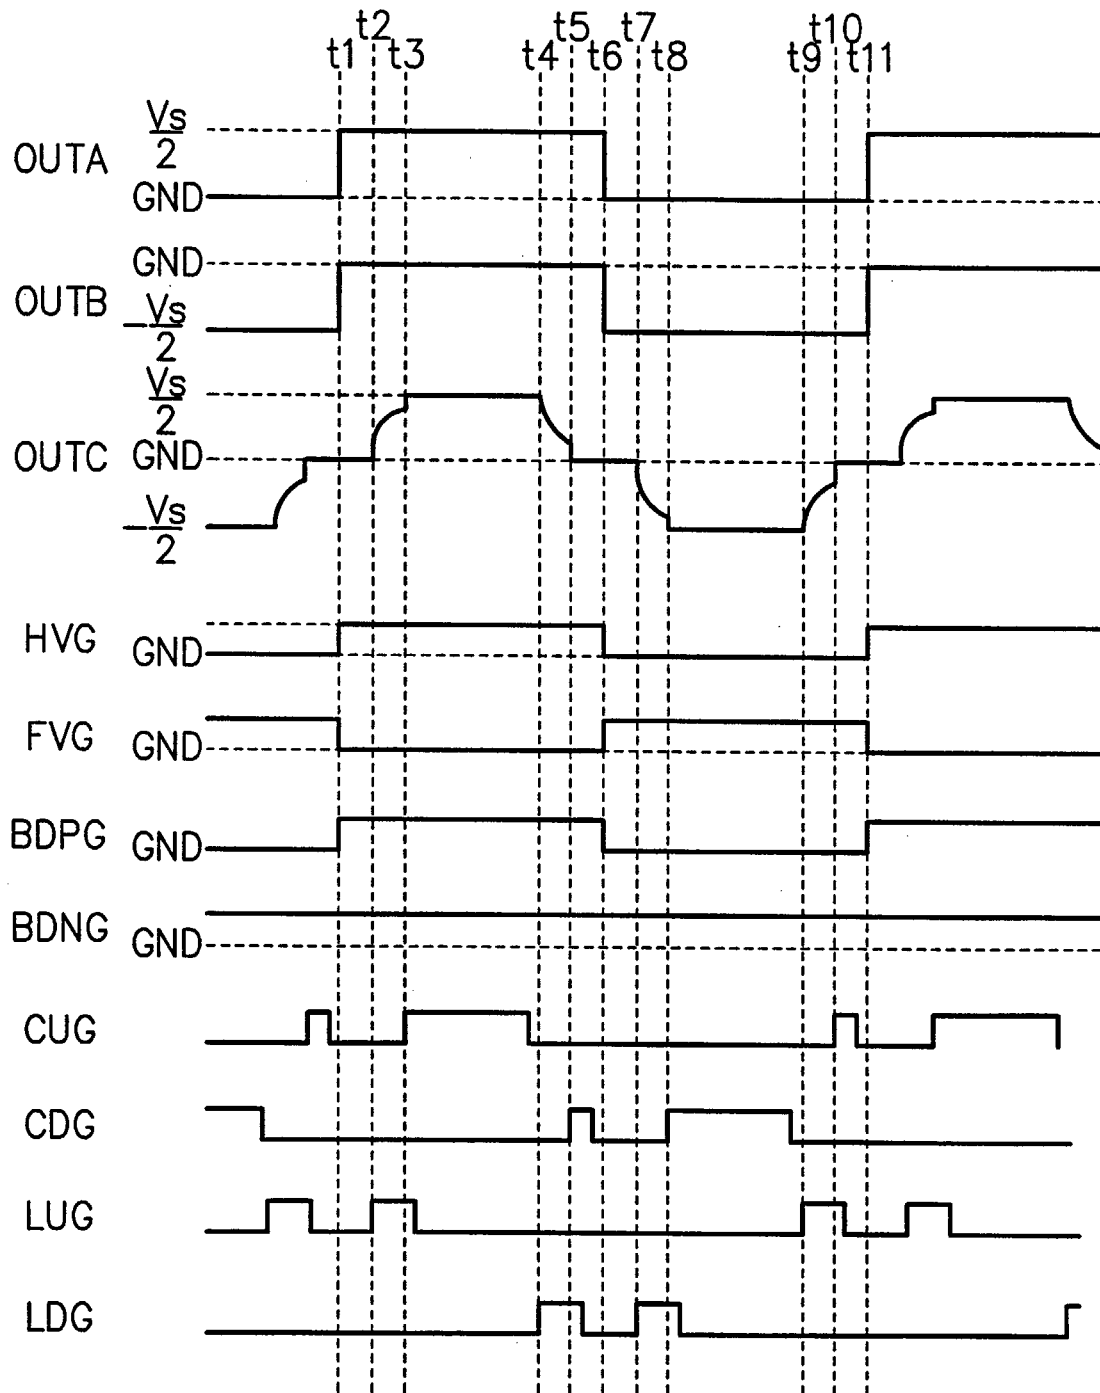 t1 t2 t3 t4 t5 t6 t7 t8 t9 t10 t11
OUTA
Vs
2
GND
OUTB
GND
-Vs
2
OUTC
Vs
2
GND
-Vs
2
HVG
GND
FVG
GND
BDPG
GND
BDNG
GND
CUG
CDG
LUG
LDG